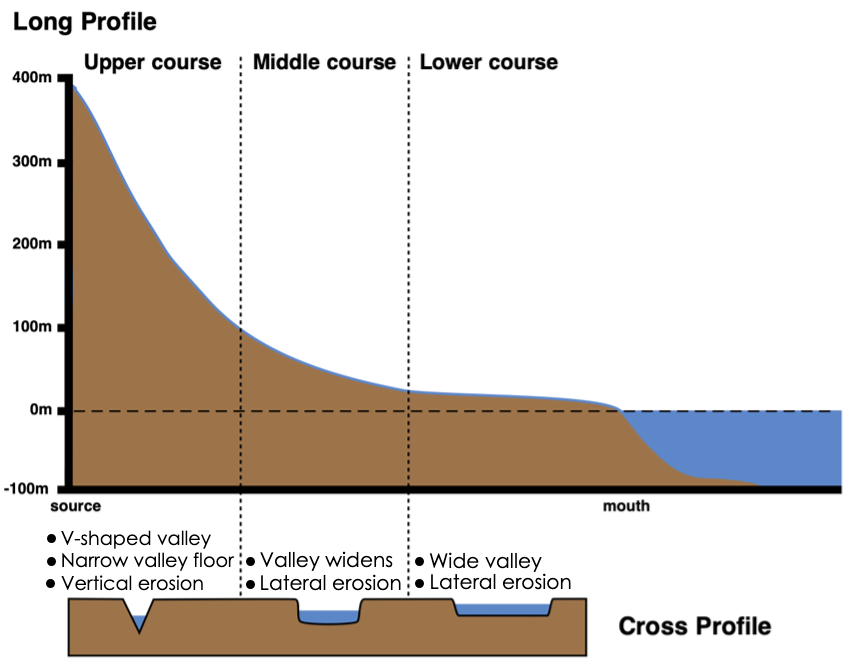 Long Profile
Upper course
Middle course
Lower course
400m
300m
200m
100m
0m
-100m
source
mouth
● V-shaped valley
● Narrow valley floor
● Vertical erosion
● Valley widens
● Lateral erosion
● Wide valley
● Lateral erosion
Cross Profile